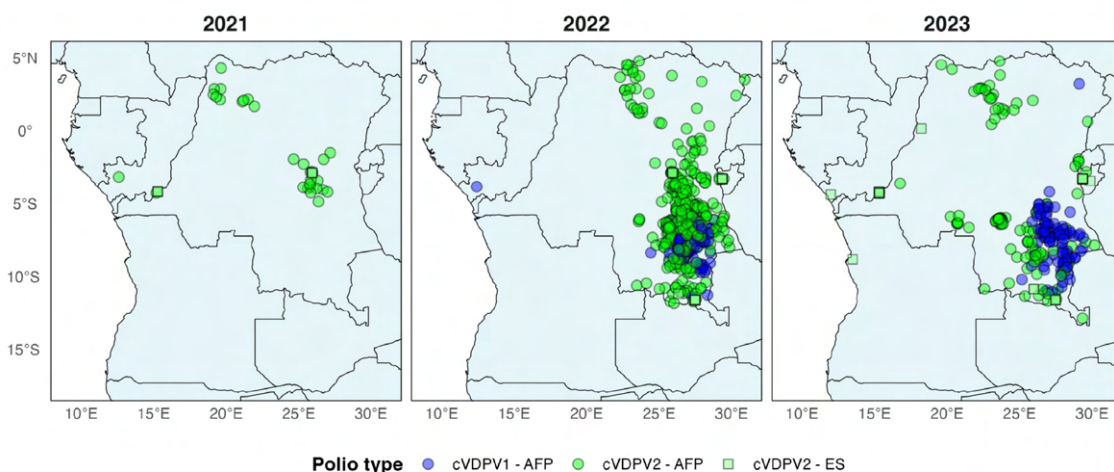 2021 2022 2023
5°N
0°
5°S
10°S
15°S
10°E 15°E 20°E 25°E 30°E 10°E 15°E 20°E 25°E 30°E 10°E 15°E 20°E 25°E 30°E
Polio type cVDPV1 - AFP cVDPV2 - AFP cVDPV2 - ES